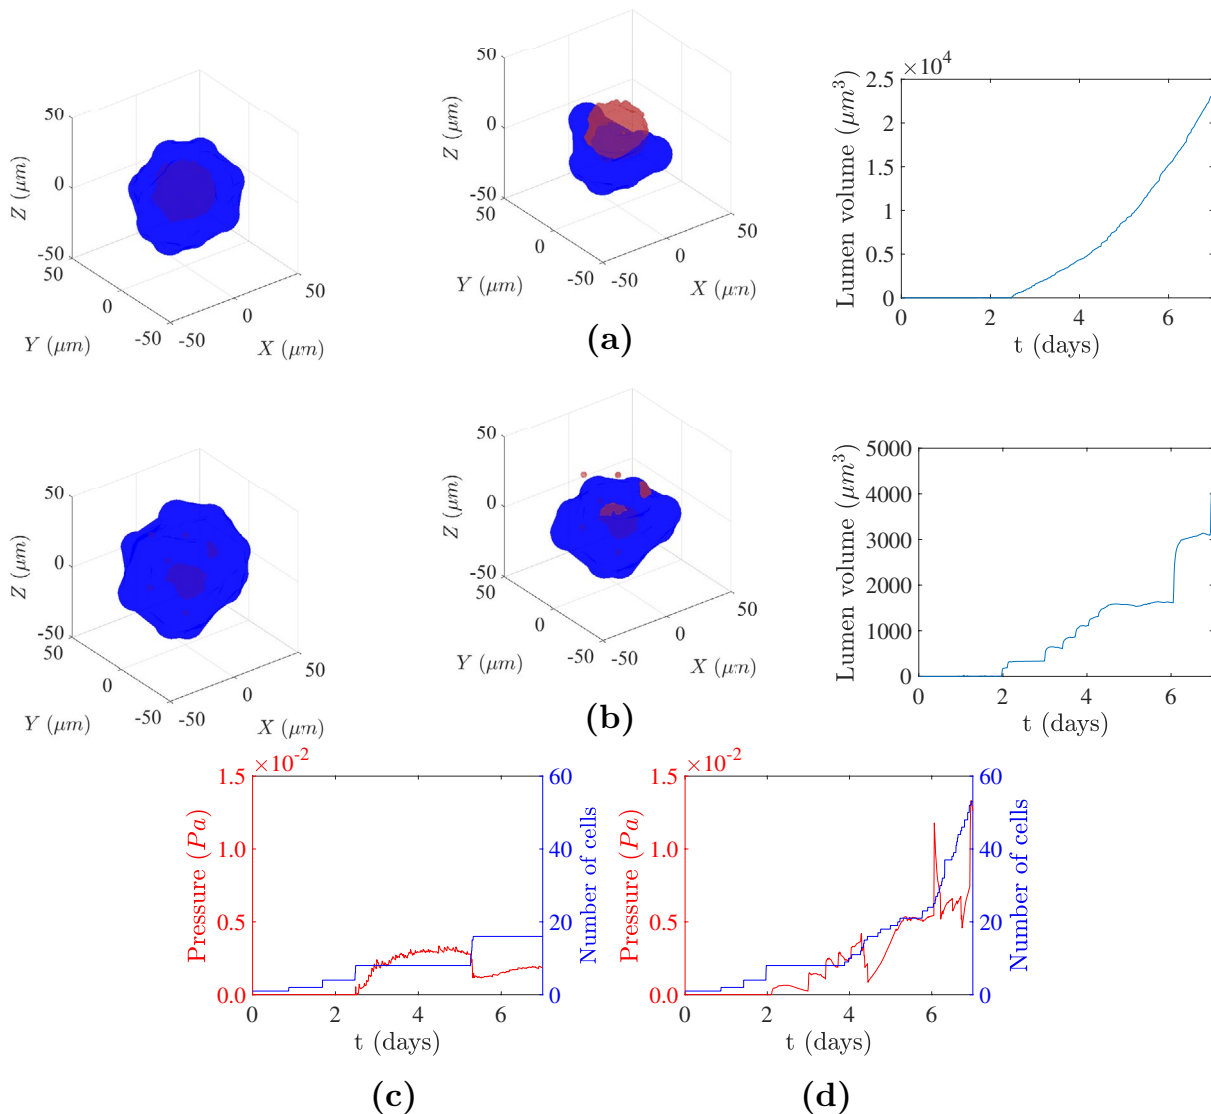 50
0
-50
Z (μm)
50
0
-50
Y (μm)
-50
0
50
X (μm)
50
0
-50
Z (μm)
50
0
-50
Y (μm)
-50
0
50
X (μm)
(a)
×10⁴
2.5
2
1.5
1
0.5
0
Lumen volume (μm³)
0 2 4 6
t (days)
50
0
-50
Z (μm)
50
0
-50
Y (μm)
-50
0
50
X (μm)
50
0
-50
Z (μm)
50
0
-50
Y (μm)
-50
0
50
X (μm)
(b)
5000
4000
3000
2000
1000
0
Lumen volume (μm³)
0 2 4 6
t (days)
×10⁻²
1.5
1.0
0.5
0.0
Pressure (Pa)
60
40
20
0
Number of cells
0 2 4 6
t (days)
(c)
×10⁻²
1.5
1.0
0.5
0.0
Pressure (Pa)
60
40
20
0
Number of cells
0 2 4 6
t (days)
(d)